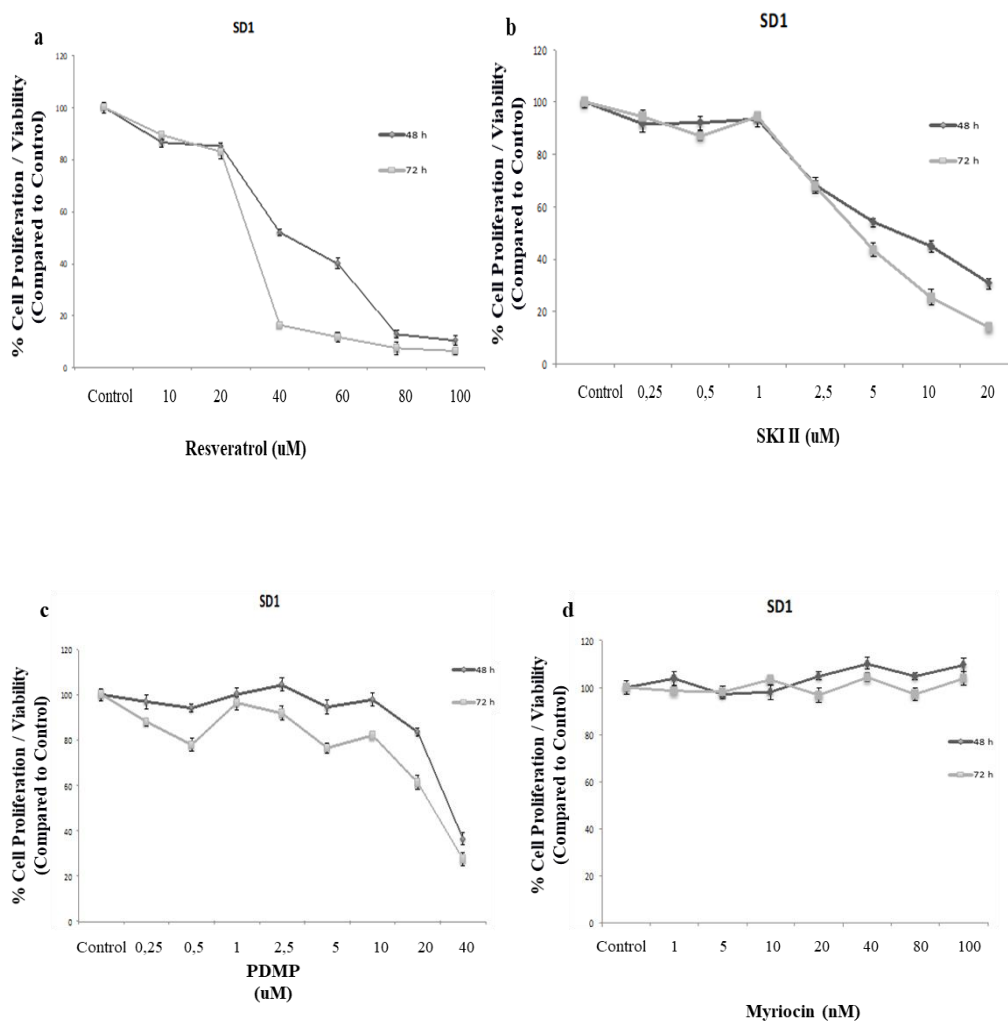 a
SD1
% Cell Proliferation / Viability
(Compared to Control)
120
100
80
60
40
20
0
48 h
72 h
Control 10 20 40 60 80 100
Resveratrol (uM)
b
SD1
% Cell Proliferation / Viability
(Compared to Control)
120
100
80
60
40
20
0
48 h
72 h
Control 0,25 0,5 1 2,5 5 10 20
SKI II (uM)
c
SD1
% Cell Proliferation / Viability
(Compared to Control)
120
100
80
60
40
20
0
48 h
72 h
Control 0,25 0,5 1 2,5 5 10 20 40
PDMP
(uM)
d
SD1
% Cell Proliferation / Viability
(Compared to Control)
120
100
80
60
40
20
0
48 h
72 h
Control 1 5 10 20 40 80 100
Myriocin (nM)